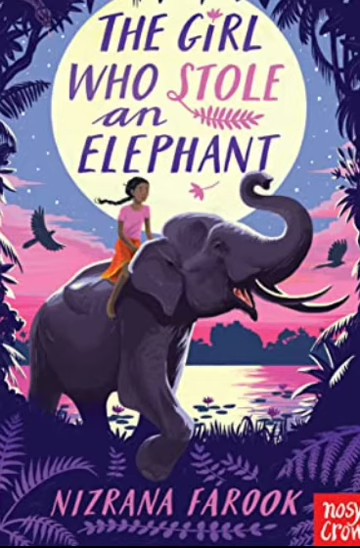 THE GIRL
WHO STOLE
an
ELEPHANT
NIZRANA FAROOK
nosy
Crow